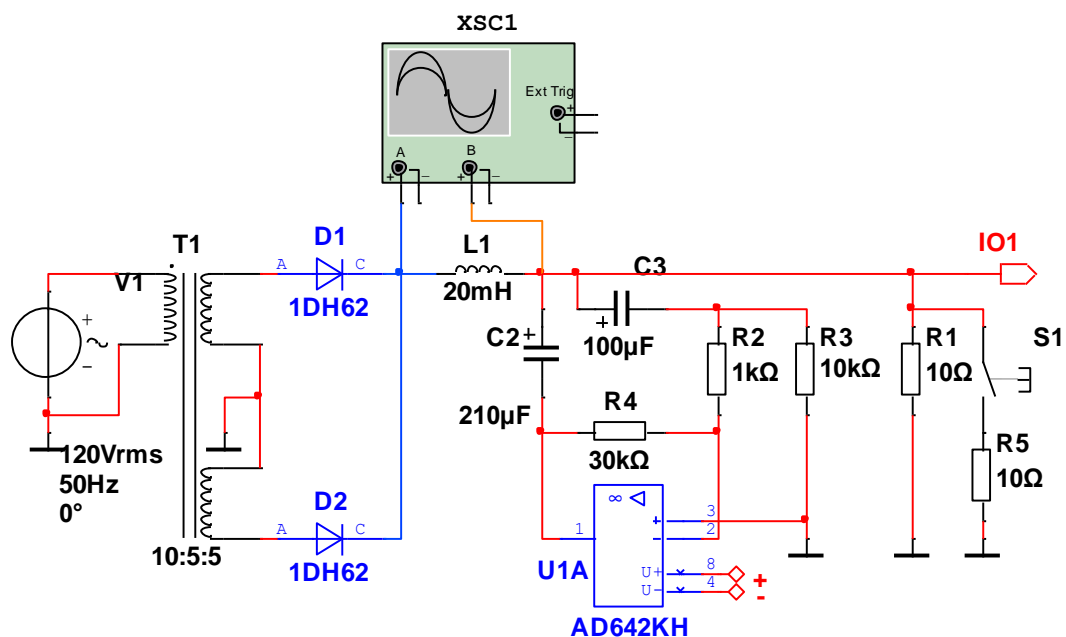 XSC1
Ext Trig
+
−
A
B
+ −
+ −
T1
V1
D1
A C
1DH62
L1
20mH
C3
+
100µF
IO1
C2
+
210µF
R2
1kΩ
R3
10kΩ
R1
10Ω
S1
+
−
120Vrms
50Hz
0°
R4
30kΩ
R5
10Ω
D2
A C
1DH62
10:5:5
∞
1
+ 3
− 2
U1A
U+ 8
U− 4
+
-
AD642KH